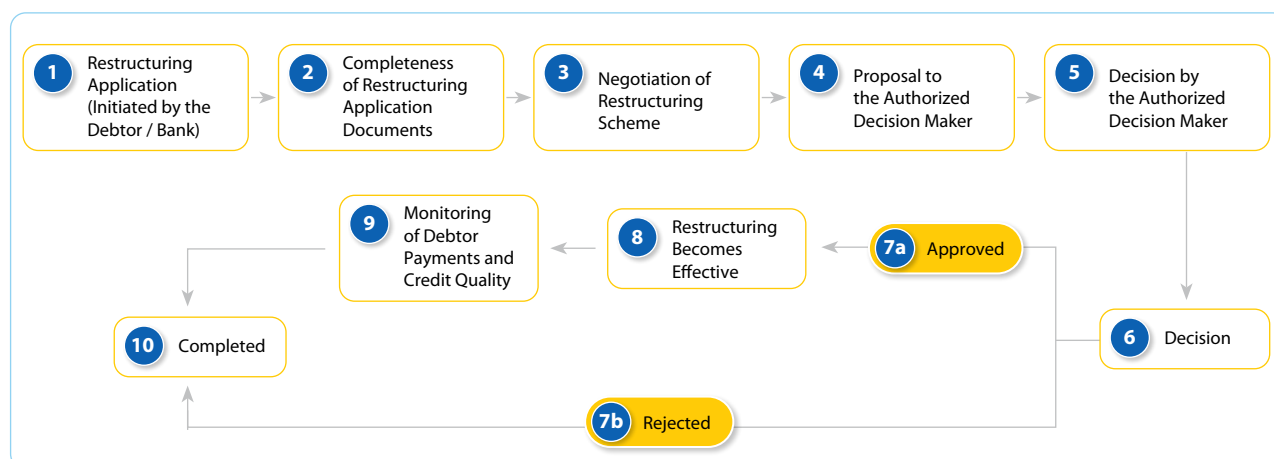 1
Restructuring
Application
(Initiated by the
Debtor / Bank)
2
Completeness
of Restructuring
Application
Documents
3
Negotiation of
Restructuring
Scheme
4
Proposal to
the Authorized
Decision Maker
5
Decision by
the Authorized
Decision Maker
6
Decision
7a
Approved
8
Restructuring
Becomes
Effective
9
Monitoring
of Debtor
Payments and
Credit Quality
7b
Rejected
10
Completed